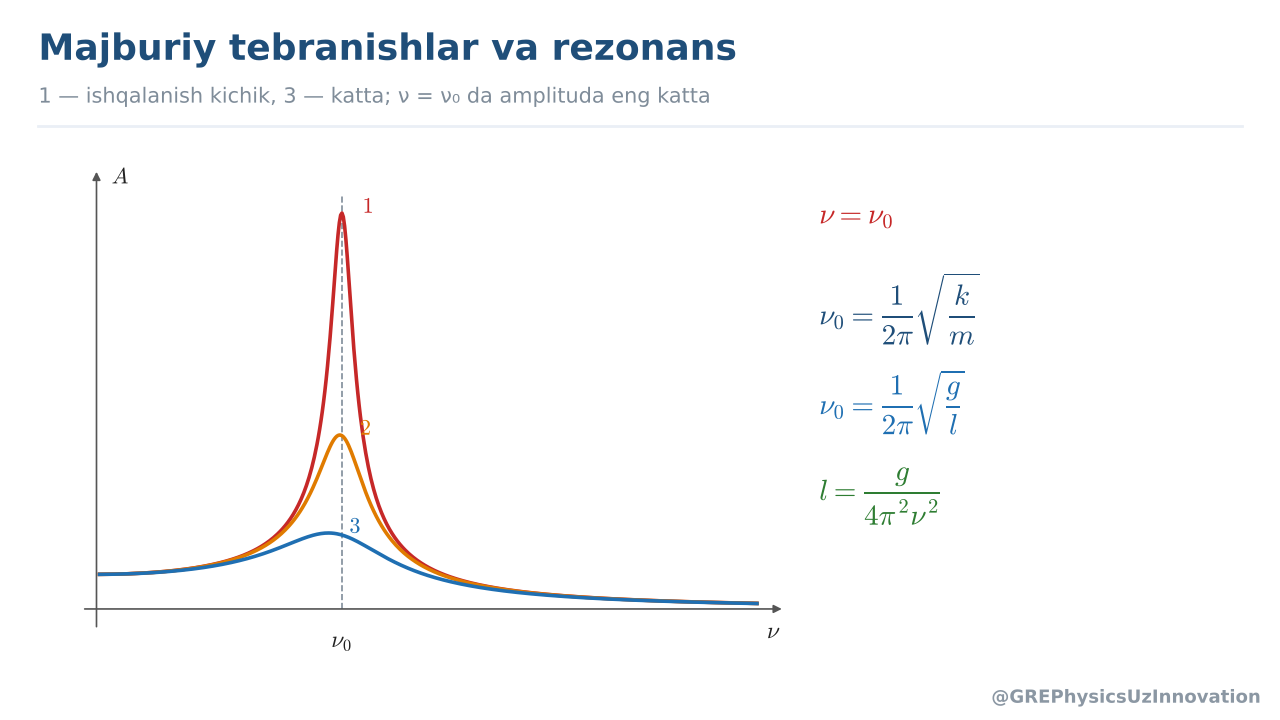 Majburiy tebranishlar va rezonans
1 — ishqalanish kichik, 3 — katta; ν = ν₀ da amplituda eng katta
A
1
2
3
ν₀
ν
ν = ν₀
ν₀ = 1/(2π) √(k/m)
ν₀ = 1/(2π) √(g/l)
l = g/(4π²ν²)
@GREPhysicsUzInnovation